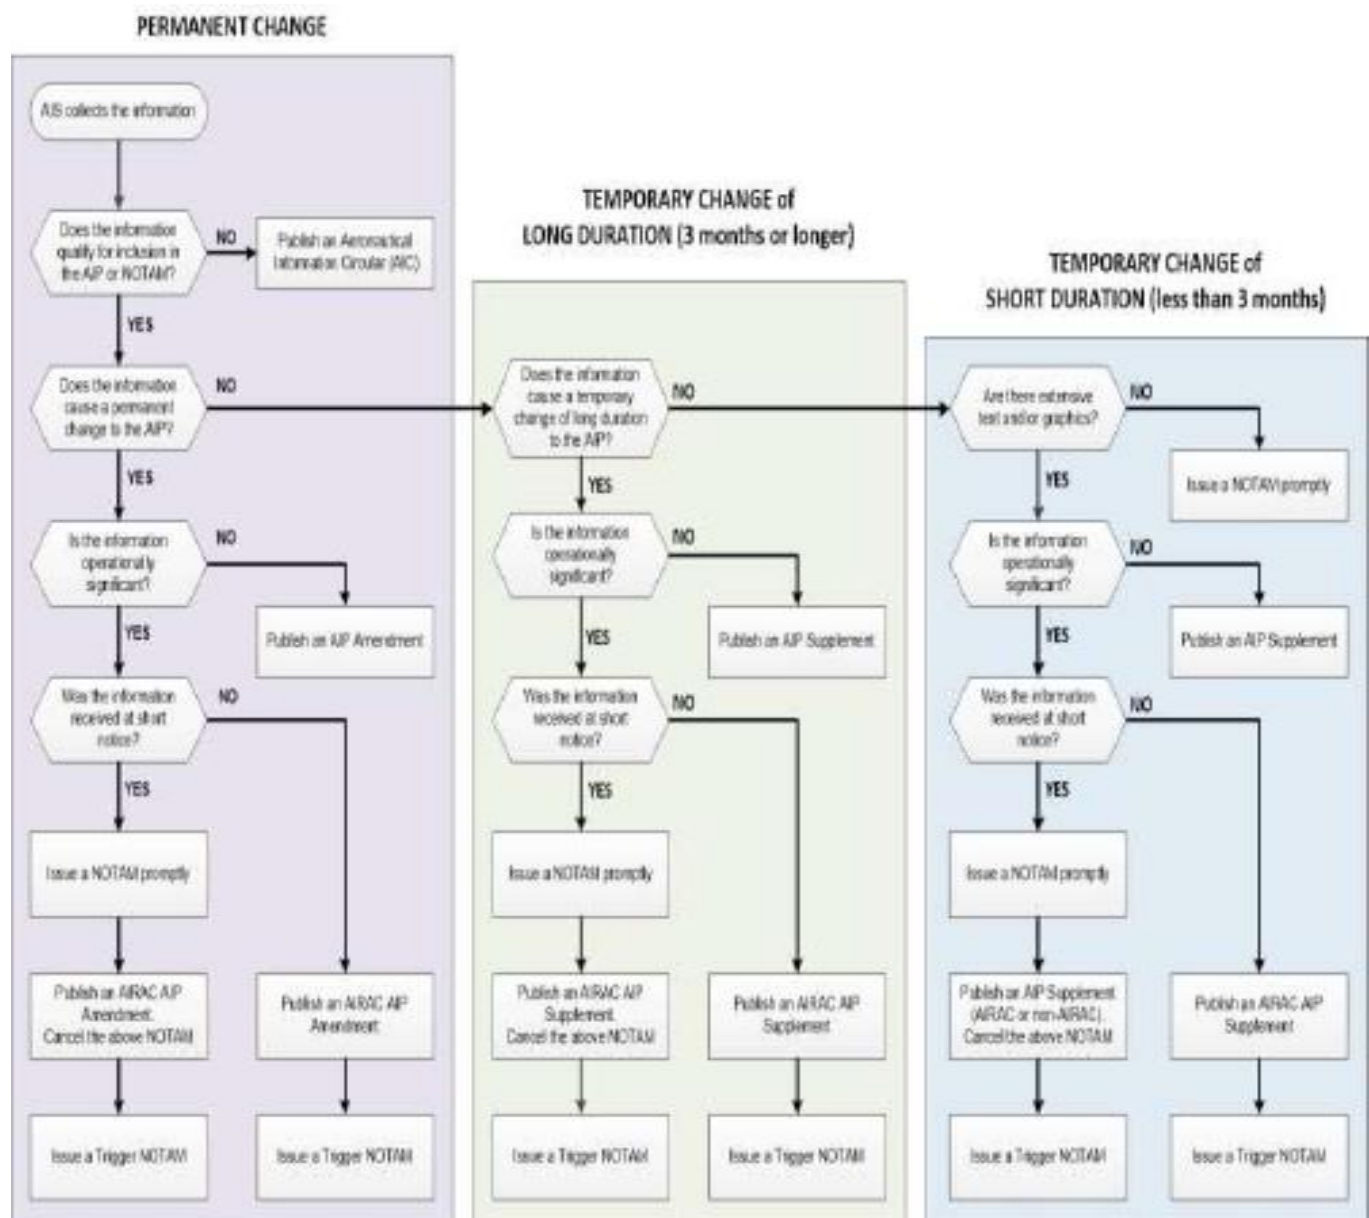 PERMANENT CHANGE
AIS collects the information
Does the information
qualify for inclusion in
the AIP or NOTAM?
NO
Publish an Aeronautical
Information Circular (AIC)
YES
Does the information
cause a permanent
change to the AIP?
NO
YES
Is the information
operationally
significant?
NO
Publish an AIP Amendment
YES
Was the information
received at short
notice?
NO
YES
Issue a NOTAM promptly
Publish an AIRAC AIP
Amendment.
Cancel the above NOTAM
Publish an AIRAC AIP
Amendment
Issue a Trigger NOTAM
Issue a Trigger NOTAM
TEMPORARY CHANGE of
LONG DURATION (3 months or longer)
Does the information
cause a temporary
change of long duration
to the AIP?
NO
YES
Is the information
operationally
significant?
NO
Publish an AIP Supplement
YES
Was the information
received at short
notice?
NO
YES
Issue a NOTAM promptly
Publish an AIRAC AIP
Supplement.
Cancel the above NOTAM
Publish an AIRAC AIP
Supplement
Issue a Trigger NOTAM
Issue a Trigger NOTAM
TEMPORARY CHANGE of
SHORT DURATION (less than 3 months)
Are there extensive
text and/or graphics?
NO
Issue a NOTAM promptly
YES
Is the information
operationally
significant?
NO
Publish an AIP Supplement
YES
Was the information
received at short
notice?
NO
YES
Issue a NOTAM promptly
Publish an AIP Supplement
(AIRAC or non-AIRAC).
Cancel the above NOTAM
Publish an AIRAC AIP
Supplement
Issue a Trigger NOTAM
Issue a Trigger NOTAM